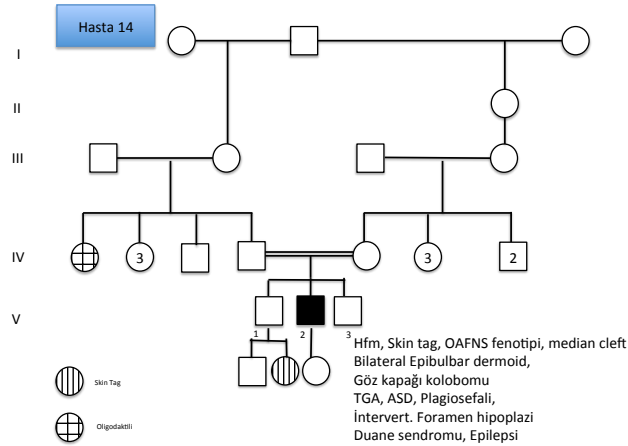 Hasta 14
I
II
III
IV
3
3
2
V
1
2
3
Hfm, Skin tag, OAFNS fenotipi, median cleft
Bilateral Epibulbar dermoid,
Göz kapağı kolobomu
TGA, ASD, Plagiosefali,
İntervert. Foramen hipoplazi
Duane sendromu, Epilepsi
Skin Tag
Oligodaktili